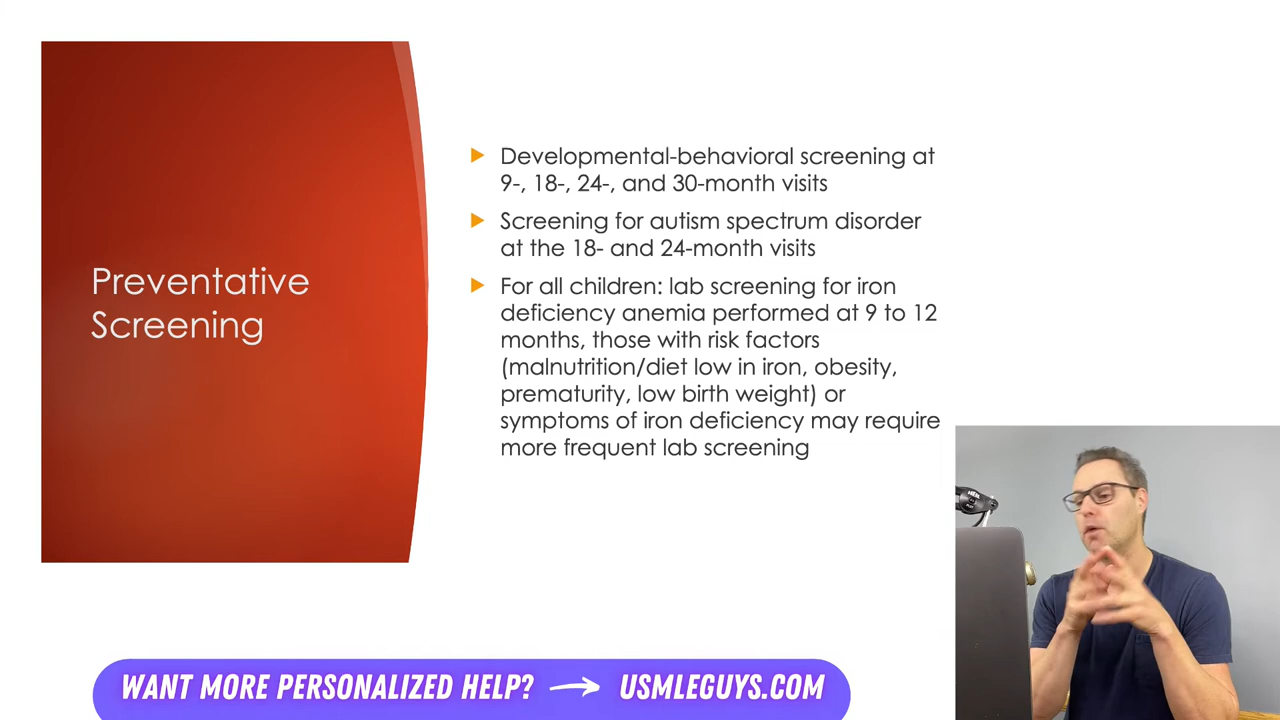 Preventative
Screening
Developmental-behavioral screening at
9-, 18-, 24-, and 30-month visits
Screening for autism spectrum disorder
at the 18- and 24-month visits
For all children: lab screening for iron
deficiency anemia performed at 9 to 12
months, those with risk factors
(malnutrition/diet low in iron, obesity,
prematurity, low birth weight) or
symptoms of iron deficiency may require
more frequent lab screening
WANT MORE PERSONALIZED HELP? → USMLEGUYS.COM